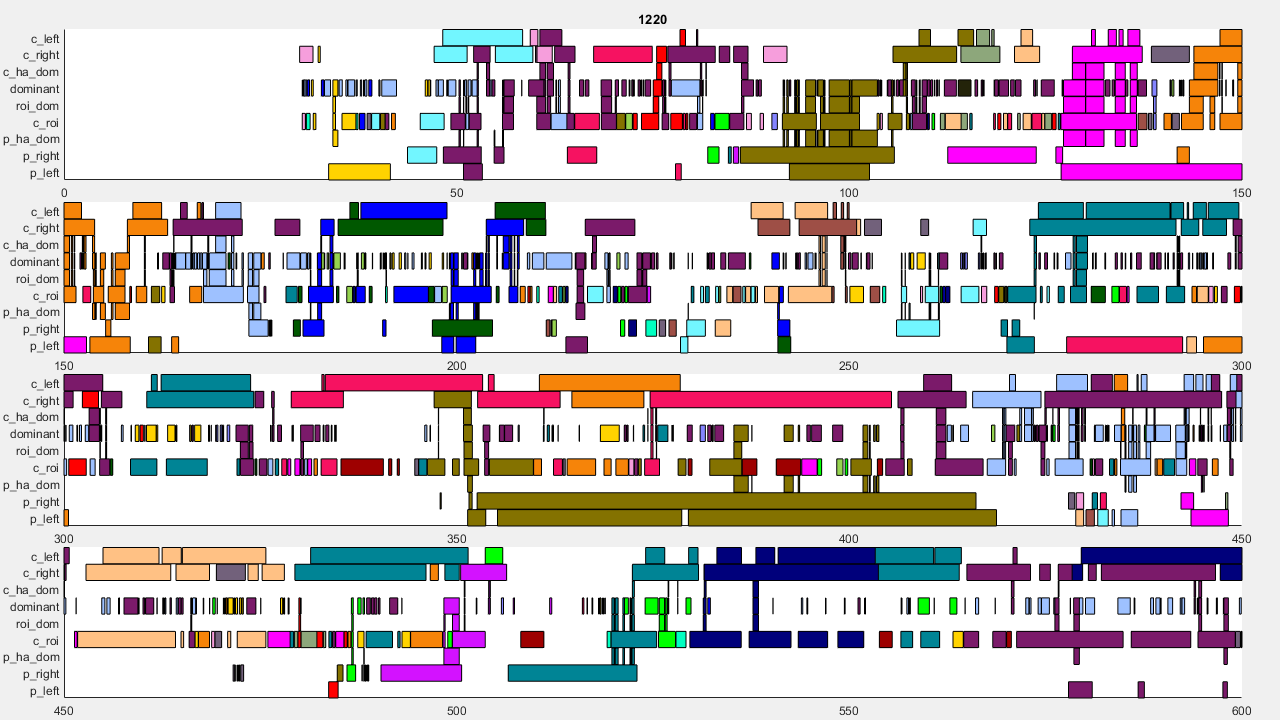 1220
c_left
c_right
c_ha_dom
dominant
roi_dom
c_roi
p_ha_dom
p_right
p_left
0 50 100 150
c_left
c_right
c_ha_dom
dominant
roi_dom
c_roi
p_ha_dom
p_right
p_left
150 200 250 300
c_left
c_right
c_ha_dom
dominant
roi_dom
c_roi
p_ha_dom
p_right
p_left
300 350 400 450
c_left
c_right
c_ha_dom
dominant
roi_dom
c_roi
p_ha_dom
p_right
p_left
450 500 550 600